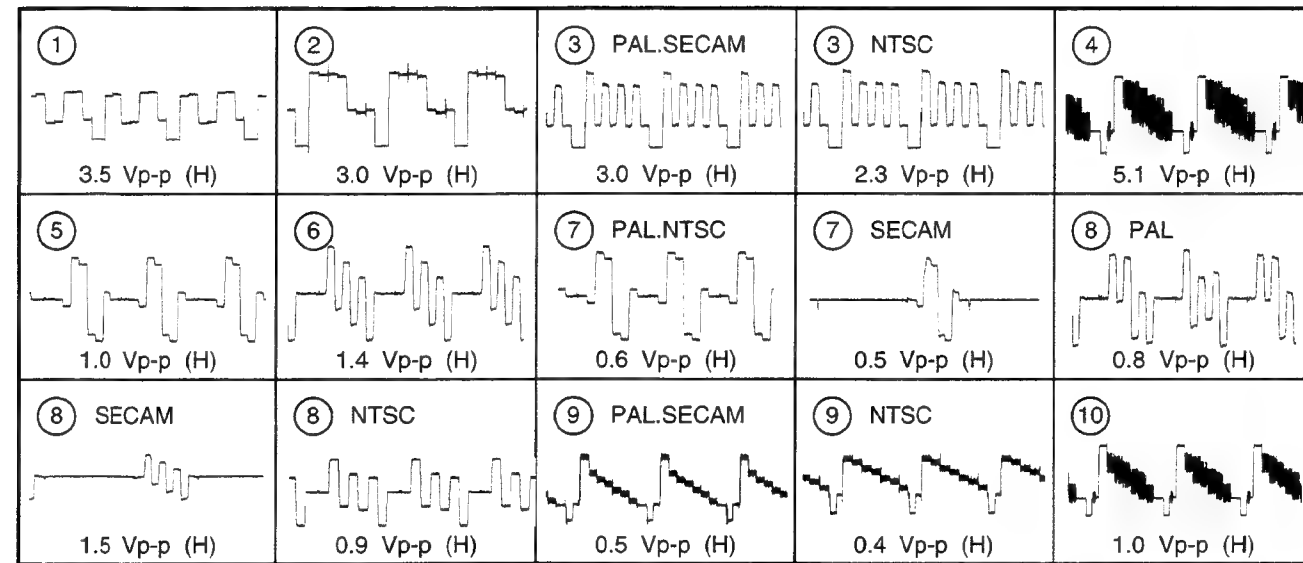 1
3.5 Vp-p (H)
2
3.0 Vp-p (H)
3 PAL.SECAM
3.0 Vp-p (H)
3 NTSC
2.3 Vp-p (H)
4
5.1 Vp-p (H)
5
1.0 Vp-p (H)
6
1.4 Vp-p (H)
7 PAL.NTSC
0.6 Vp-p (H)
7 SECAM
0.5 Vp-p (H)
8 PAL
0.8 Vp-p (H)
8 SECAM
1.5 Vp-p (H)
8 NTSC
0.9 Vp-p (H)
9 PAL.SECAM
0.5 Vp-p (H)
9 NTSC
0.4 Vp-p (H)
10
1.0 Vp-p (H)